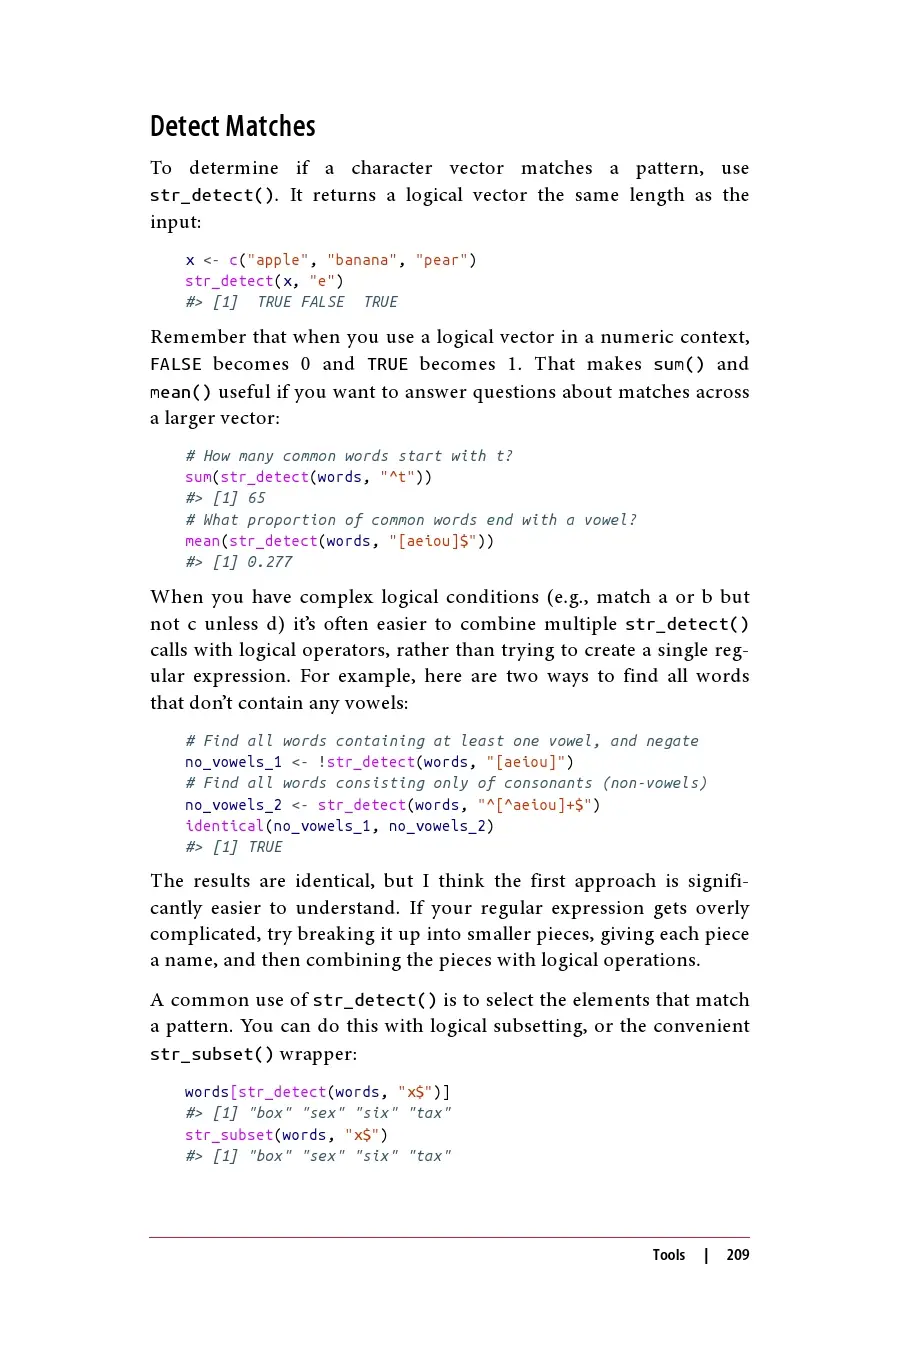 Detect Matches
To determine if a character vector matches a pattern, use
str_detect(). It returns a logical vector the same length as the
input:
x <- c("apple", "banana", "pear")
str_detect(x, "e")
#> [1]  TRUE FALSE  TRUE
Remember that when you use a logical vector in a numeric context,
FALSE becomes 0 and TRUE becomes 1. That makes sum() and
mean() useful if you want to answer questions about matches across
a larger vector:
# How many common words start with t?
sum(str_detect(words, "^t"))
#> [1] 65
# What proportion of common words end with a vowel?
mean(str_detect(words, "[aeiou]$"))
#> [1] 0.277
When you have complex logical conditions (e.g., match a or b but
not c unless d) it’s often easier to combine multiple str_detect()
calls with logical operators, rather than trying to create a single reg-
ular expression. For example, here are two ways to find all words
that don’t contain any vowels:
# Find all words containing at least one vowel, and negate
no_vowels_1 <- !str_detect(words, "[aeiou]")
# Find all words consisting only of consonants (non-vowels)
no_vowels_2 <- str_detect(words, "^[^aeiou]+$")
identical(no_vowels_1, no_vowels_2)
#> [1] TRUE
The results are identical, but I think the first approach is signifi-
cantly easier to understand. If your regular expression gets overly
complicated, try breaking it up into smaller pieces, giving each piece
a name, and then combining the pieces with logical operations.
A common use of str_detect() is to select the elements that match
a pattern. You can do this with logical subsetting, or the convenient
str_subset() wrapper:
words[str_detect(words, "x$")]
#> [1] "box" "sex" "six" "tax"
str_subset(words, "x$")
#> [1] "box" "sex" "six" "tax"
Tools | 209